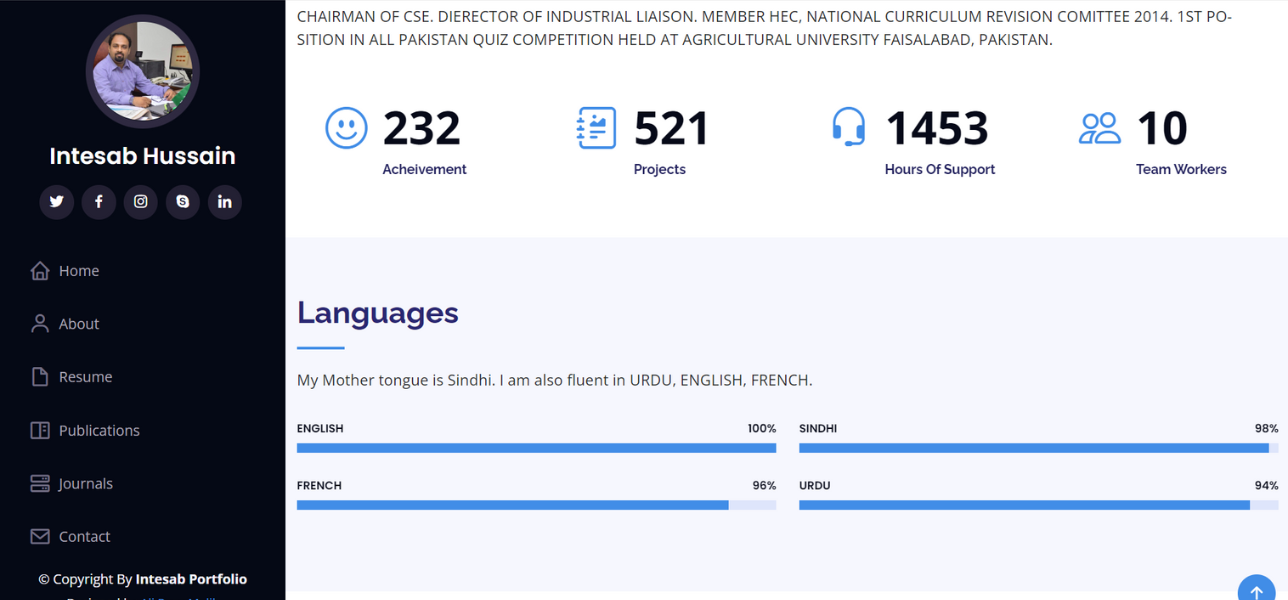 Intesab Hussain
Home
About
Resume
Publications
Journals
Contact
© Copyright By Intesab Portfolio
CHAIRMAN OF CSE. DIERECTOR OF INDUSTRIAL LIAISON. MEMBER HEC, NATIONAL CURRICULUM REVISION COMITTEE 2014. 1ST PO-
SITION IN ALL PAKISTAN QUIZ COMPETITION HELD AT AGRICULTURAL UNIVERSITY FAISALABAD, PAKISTAN.
232
Acheivement
521
Projects
1453
Hours Of Support
10
Team Workers
Languages
My Mother tongue is Sindhi. I am also fluent in URDU, ENGLISH, FRENCH.
ENGLISH 100%
SINDHI 98%
FRENCH 96%
URDU 94%